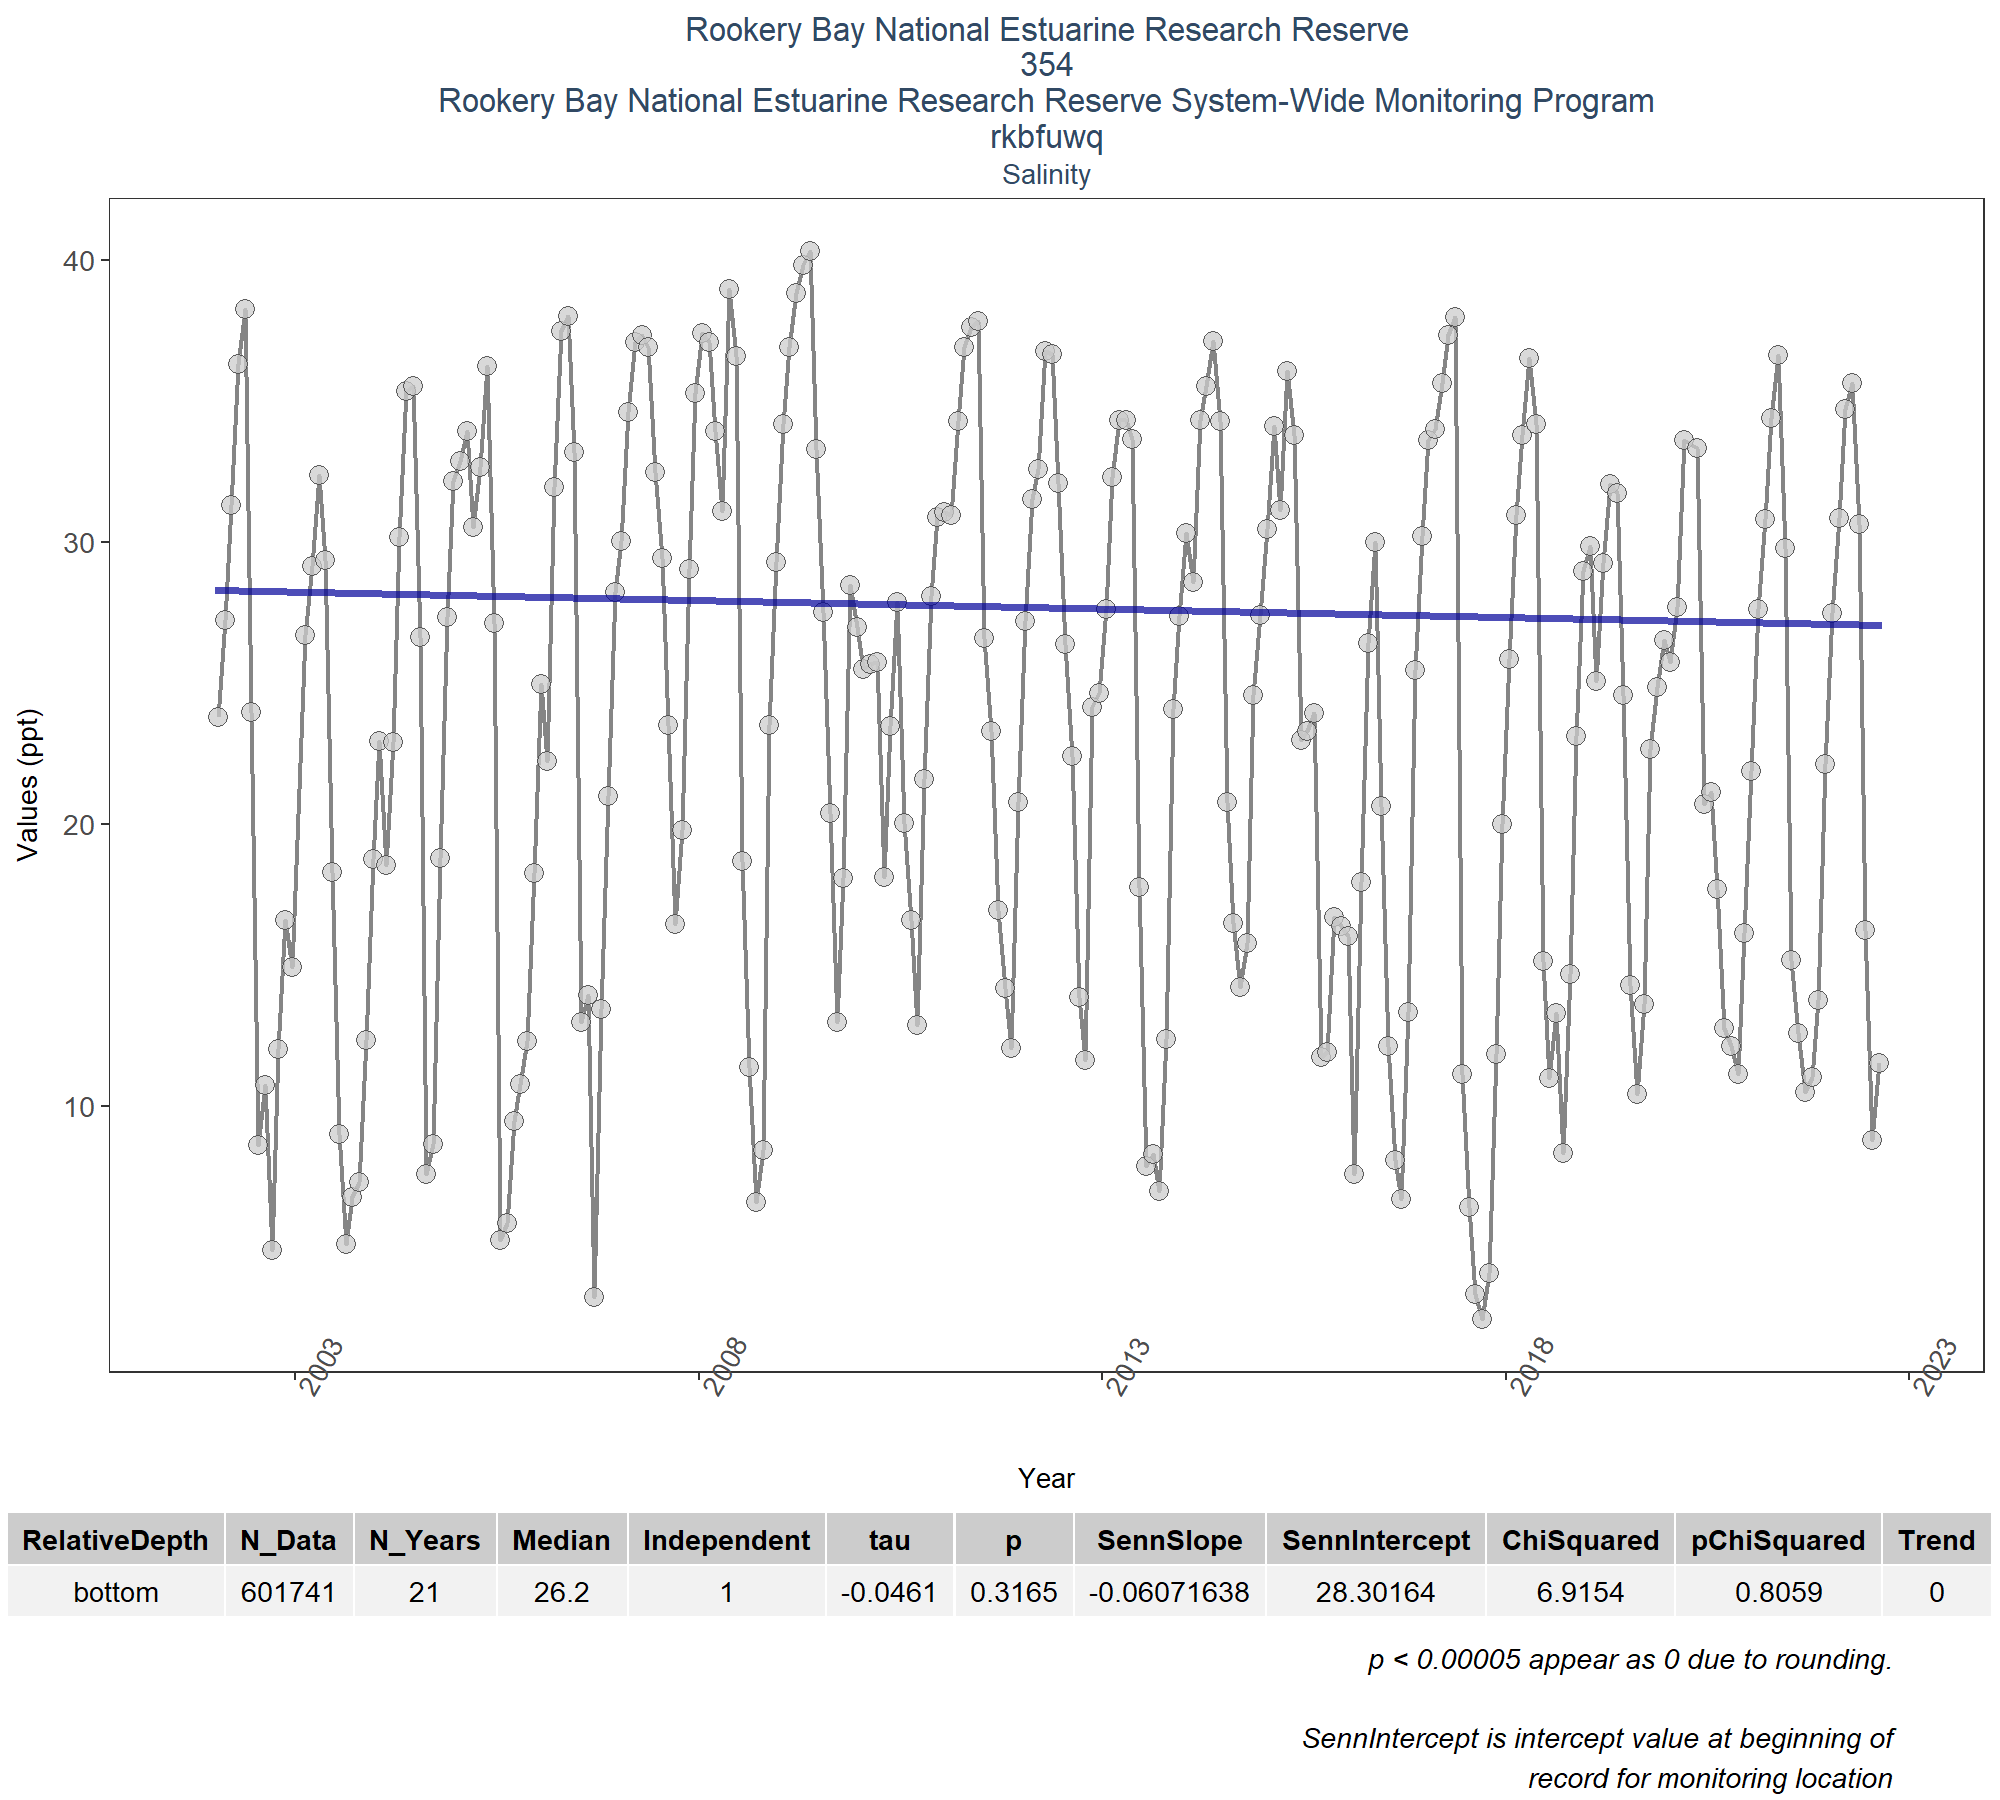 Rookery Bay National Estuarine Research Reserve
354
Rookery Bay National Estuarine Research Reserve System-Wide Monitoring Program
rkbfuwq
Salinity
40
30
20
10
Values (ppt)
2003 2008 2013 2018 2023
Year
RelativeDepth N_Data N_Years Median Independent tau p SennSlope SennIntercept ChiSquared pChiSquared Trend
bottom 601741 21 26.2 1 -0.0461 0.3165 -0.06071638 28.30164 6.9154 0.8059 0
p < 0.00005 appear as 0 due to rounding.
SennIntercept is intercept value at beginning of
record for monitoring location